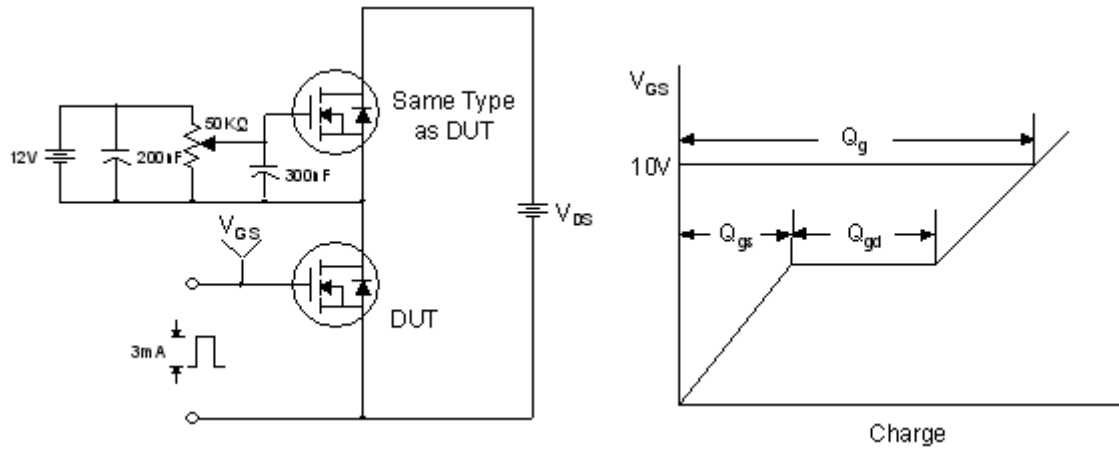 Same Type
as DUT
50KΩ
12V
200nF
300nF
V_GS
V_DS
DUT
3mA
V_GS
Q_g
10V
Q_gs
Q_gd
Charge